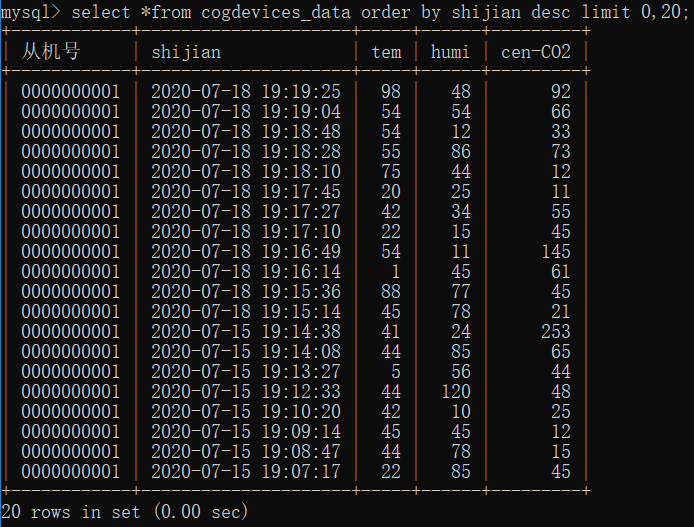 mysql> select *from cogdevices_data order by shijian desc limit 0,20;
从机号 | shijian | tem | humi | cen-CO2
0000000001 | 2020-07-18 19:19:25 | 98 | 48 | 92
0000000001 | 2020-07-18 19:19:04 | 54 | 54 | 66
0000000001 | 2020-07-18 19:18:48 | 54 | 12 | 33
0000000001 | 2020-07-18 19:18:28 | 55 | 86 | 73
0000000001 | 2020-07-18 19:18:10 | 75 | 44 | 12
0000000001 | 2020-07-18 19:17:45 | 20 | 25 | 11
0000000001 | 2020-07-18 19:17:27 | 42 | 34 | 55
0000000001 | 2020-07-18 19:17:10 | 22 | 15 | 45
0000000001 | 2020-07-18 19:16:49 | 54 | 11 | 145
0000000001 | 2020-07-18 19:16:14 | 1 | 45 | 61
0000000001 | 2020-07-18 19:15:36 | 88 | 77 | 45
0000000001 | 2020-07-18 19:15:14 | 45 | 78 | 21
0000000001 | 2020-07-15 19:14:38 | 41 | 24 | 253
0000000001 | 2020-07-15 19:14:08 | 44 | 85 | 65
0000000001 | 2020-07-15 19:13:27 | 5 | 56 | 44
0000000001 | 2020-07-15 19:12:33 | 44 | 120 | 48
0000000001 | 2020-07-15 19:10:20 | 42 | 10 | 25
0000000001 | 2020-07-15 19:09:14 | 45 | 45 | 12
0000000001 | 2020-07-15 19:08:47 | 44 | 78 | 15
0000000001 | 2020-07-15 19:07:17 | 22 | 85 | 45
20 rows in set (0.00 sec)